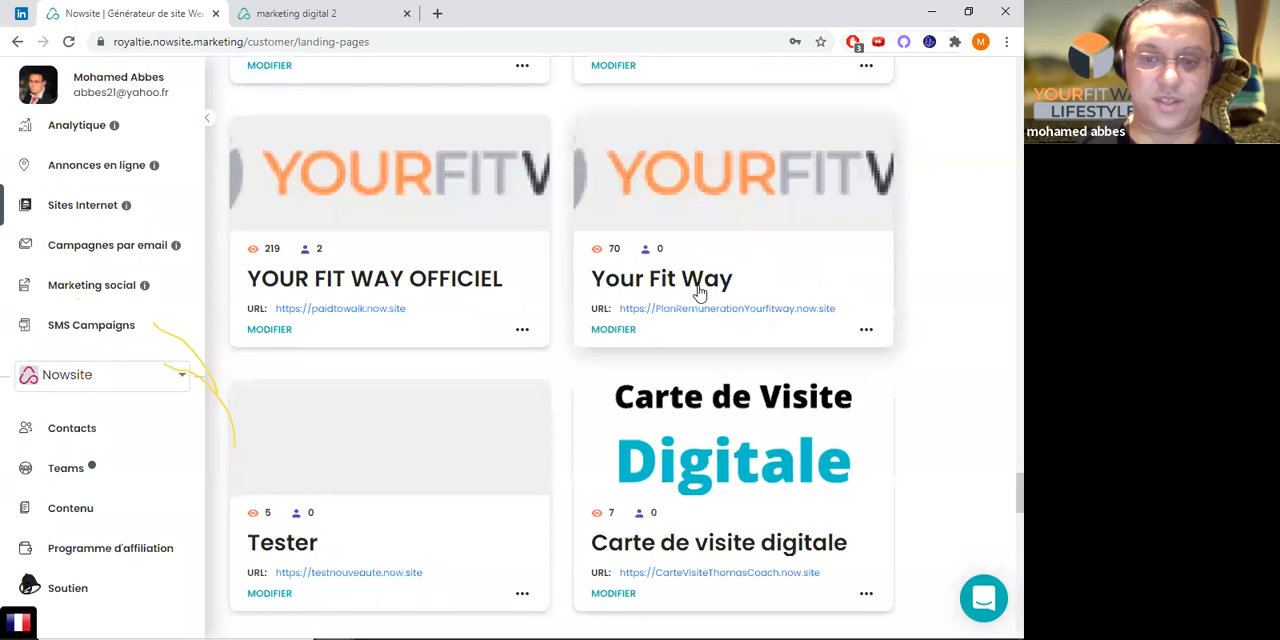 Nowsite | Générateur de site We
marketing digital 2
royaltie.nowsite.marketing/customer/landing-pages
3
M
Mohamed Abbes
abbes21@yahoo.fr
Analytique
Annonces en ligne
Sites Internet
Campagnes par email
Marketing social
SMS Campaigns
Nowsite
Contacts
Teams
Contenu
Programme d'affiliation
Soutien
MODIFIER
MODIFIER
YOURFITW
219 2
YOUR FIT WAY OFFICIEL
URL: https://paidtowalk.now.site
MODIFIER
YOURFITW
70 0
Your Fit Way
URL: https://PlanRemunerationYourfitway.now.site
MODIFIER
5 0
Tester
URL: https://testnouveaute.now.site
MODIFIER
Carte de Visite
Digitale
7 0
Carte de visite digitale
URL: https://CarteVisiteThomasCoach.now.site
MODIFIER
YOURFITWA
LIFESTYLE
mohamed abbes